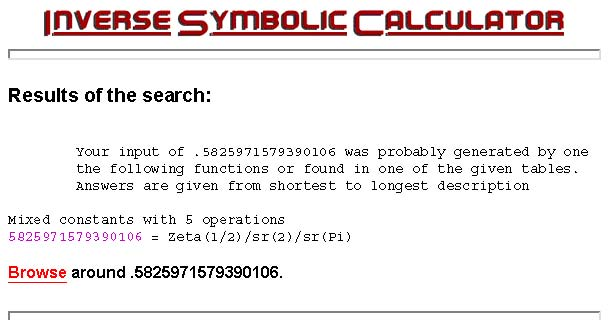 INVERSE SYMBOLIC CALCULATOR
Results of the search:
Your input of .5825971579390106 was probably generated by one
the following functions or found in one of the given tables.
Answers are given from shortest to longest description
Mixed constants with 5 operations
5825971579390106 = Zeta(1/2)/sr(2)/sr(Pi)
Browse around .5825971579390106.